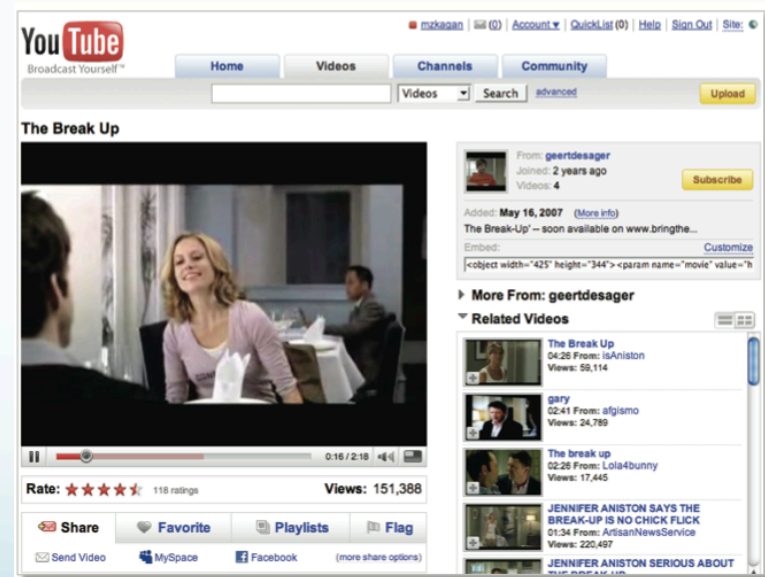 mzkagan (0) Account QuickList (0) Help Sign Out Site:
You Tube
Broadcast Yourself™
Home Videos Channels Community
Videos Search advanced Upload
The Break Up
From: geertdesager
Joined: 2 years ago
Videos: 4
Subscribe
Added: May 16, 2007 (More info)
The Break-Up' – soon available on www.bringthe...
Embed: Customize
<object width="425" height="344"><param name="movie" value="h
More From: geertdesager
Related Videos
The Break Up
04:26 From: isAniston
Views: 59,114
gary
02:41 From: afgismo
Views: 24,789
The break up
02:26 From: Lola4bunny
Views: 17,445
JENNIFER ANISTON SAYS THE
BREAK-UP IS NO CHICK FLICK
01:34 From: ArtisanNewsService
Views: 220,497
JENNIFER ANISTON SERIOUS ABOUT
THE BREAK-UP
0:16 / 2:18
Rate: 118 ratings Views: 151,388
Share Favorite Playlists Flag
Send Video MySpace Facebook (more share options)